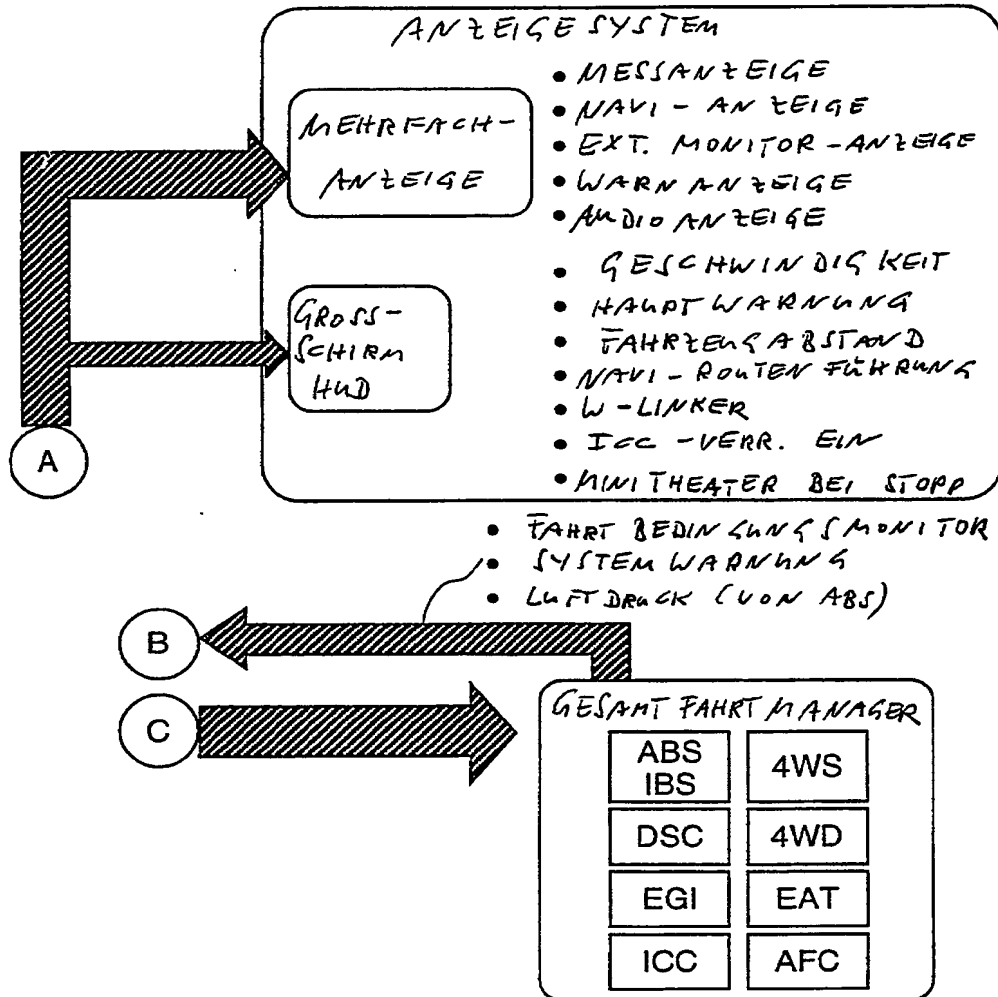 ANZEIGESYSTEM
MEHRFACH-
ANZEIGE
• MESSANZEIGE
• NAVI-ANZEIGE
• EXT. MONITOR-ANZEIGE
• WARNANZEIGE
• AUDIOANZEIGE
GROSS-
SCHIRM
HUD
• GESCHWINDIGKEIT
• HAUPTWARNUNG
• FAHRZEUGABSTAND
• NAVI-ROUTENFÜHRUNG
• W-LINKER
• ICC-VERR. EIN
• MINITHEATER BEI STOPP
A
• FAHRTBEDINGUNGSMONITOR
• SYSTEMWARNUNG
• LUFTDRUCK (VON ABS)
B
C
GESAMTFAHRTMANAGER
ABS
IBS
4WS
DSC
4WD
EGI
EAT
ICC
AFC